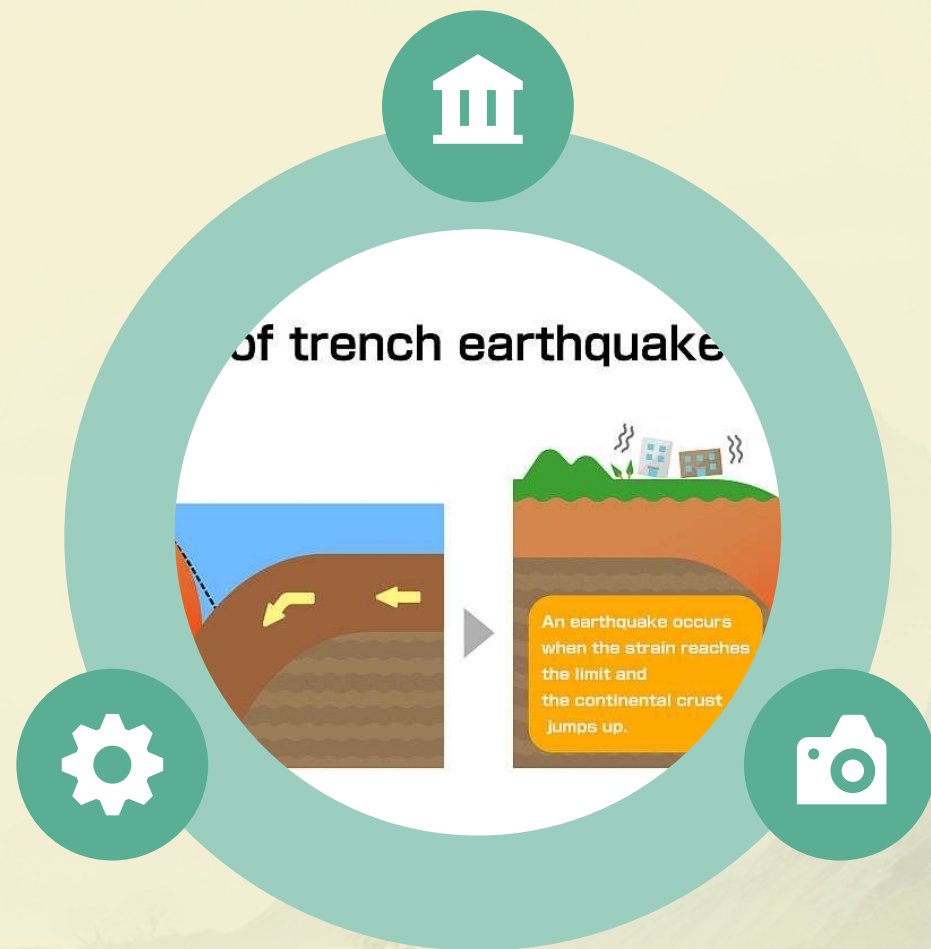 of trench earthquake
An earthquake occurs
when the strain reaches
the limit and
the continental crust
jumps up.